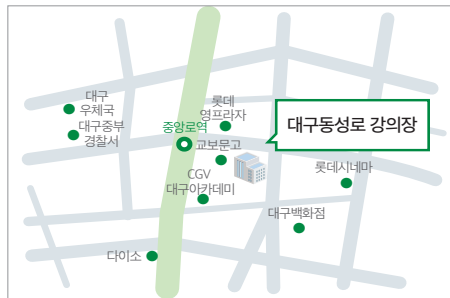 대구
우체국
대구중부
경찰서
롯데
영프라자
중앙로역
교보문고
CGV
대구아카데미
대구동성로 강의장
롯데시네마
대구백화점
다이소